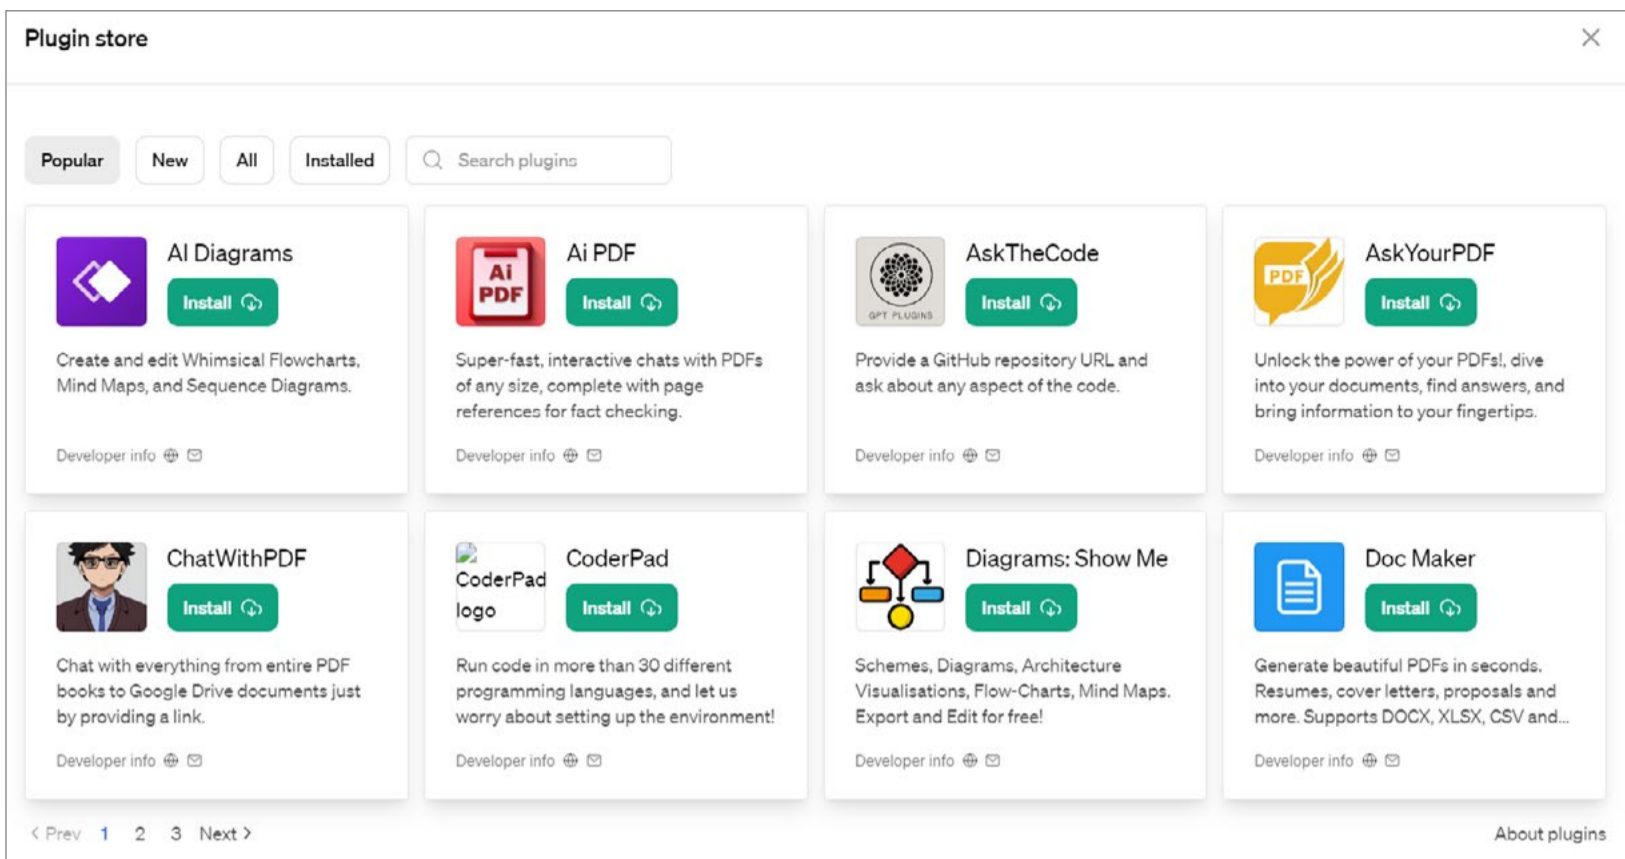 Plugin store
Popular
New
All
Installed
Search plugins
AI Diagrams
Install
Create and edit Whimsical Flowcharts,
Mind Maps, and Sequence Diagrams.
Developer info
Ai
PDF
Ai PDF
Install
Super-fast, interactive chats with PDFs
of any size, complete with page
references for fact checking.
Developer info
GPT PLUGINS
AskTheCode
Install
Provide a GitHub repository URL and
ask about any aspect of the code.
Developer info
PDF
AskYourPDF
Install
Unlock the power of your PDFs!, dive
into your documents, find answers, and
bring information to your fingertips.
Developer info
ChatWithPDF
Install
Chat with everything from entire PDF
books to Google Drive documents just
by providing a link.
Developer info
CoderPad
logo
CoderPad
Install
Run code in more than 30 different
programming languages, and let us
worry about setting up the environment!
Developer info
Diagrams: Show Me
Install
Schemes, Diagrams, Architecture
Visualisations, Flow-Charts, Mind Maps.
Export and Edit for free!
Developer info
Doc Maker
Install
Generate beautiful PDFs in seconds.
Resumes, cover letters, proposals and
more. Supports DOCX, XLSX, CSV and...
Developer info
Prev 1 2 3 Next
About plugins